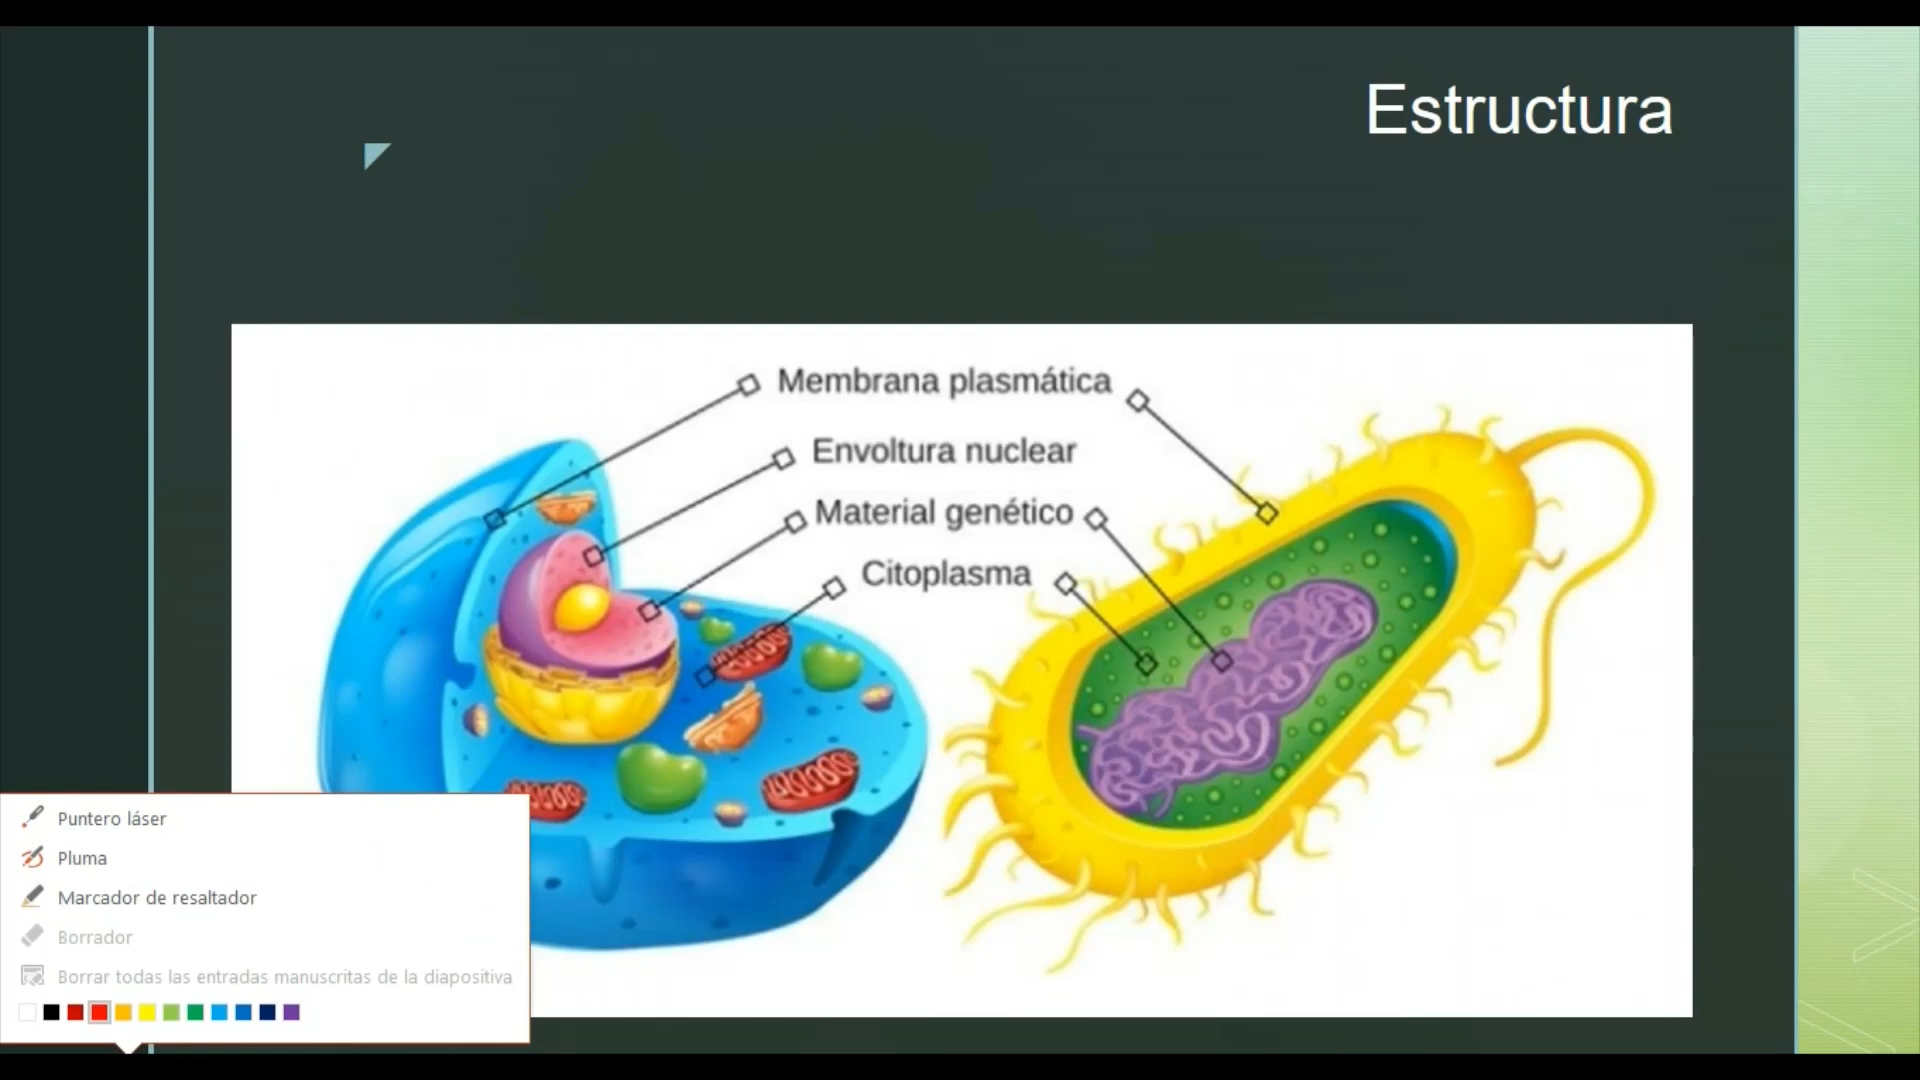 Estructura
Membrana plasmática
Envoltura nuclear
Material genético
Citoplasma
Puntero láser
Pluma
Marcador de resaltador
Borrador
Borrar todas las entradas manuscritas de la diapositiva